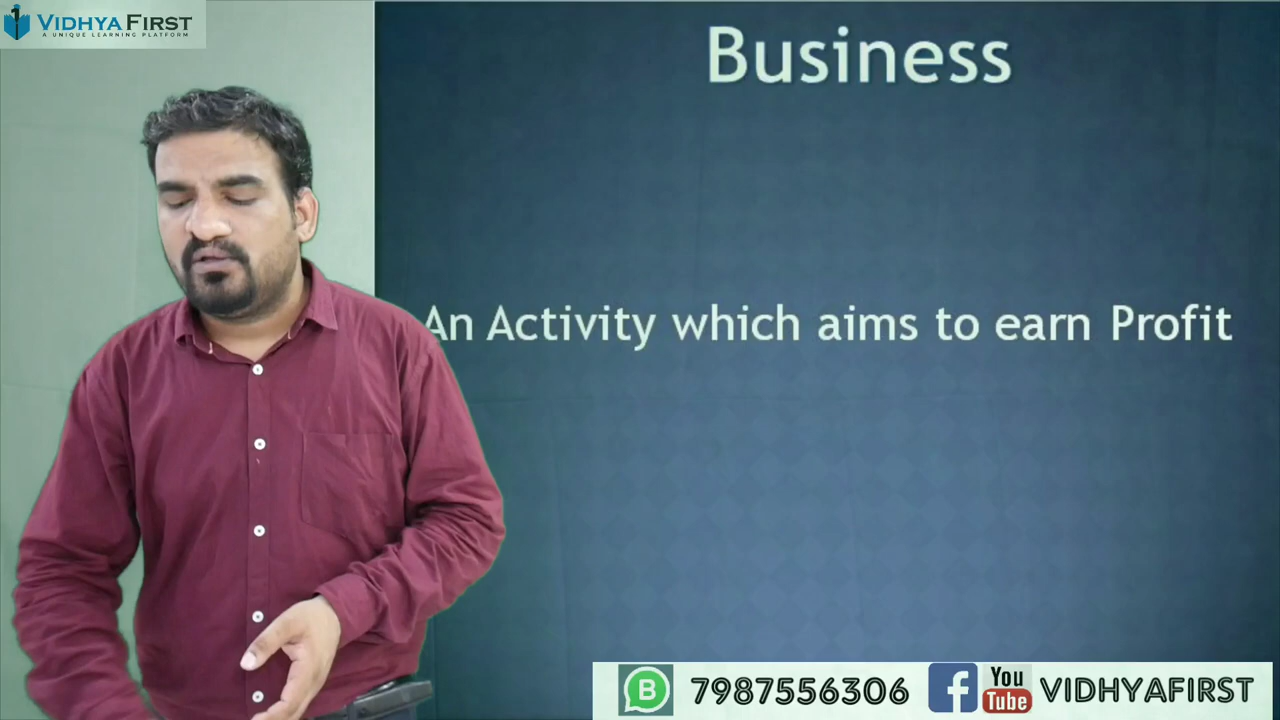 VIDHYA FIRST
A UNIQUE LEARNING PLATFORM
Business
An Activity which aims to earn Profit
B 7987556306 f You Tube VIDHYAFIRST